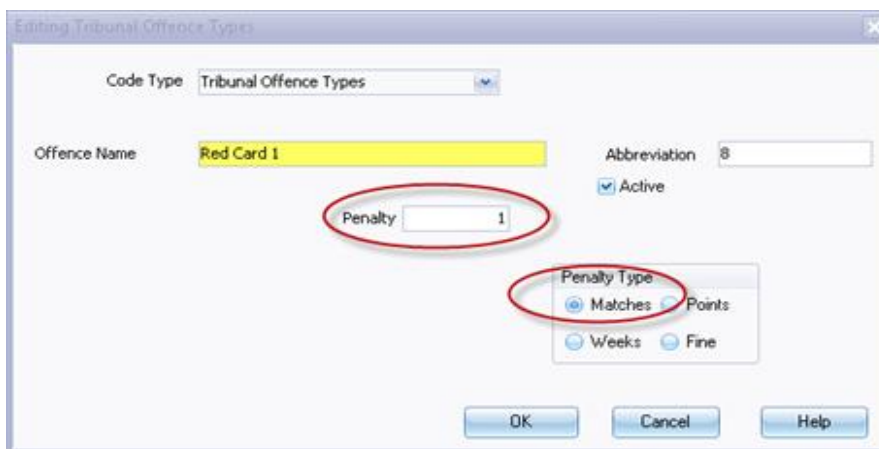 Editing Tribunal Offence Types
Code Type Tribunal Offence Types
Offence Name Red Card 1 Abbreviation 8
Active
Penalty 1
Penalty Type
Matches Points
Weeks Fine
OK Cancel Help